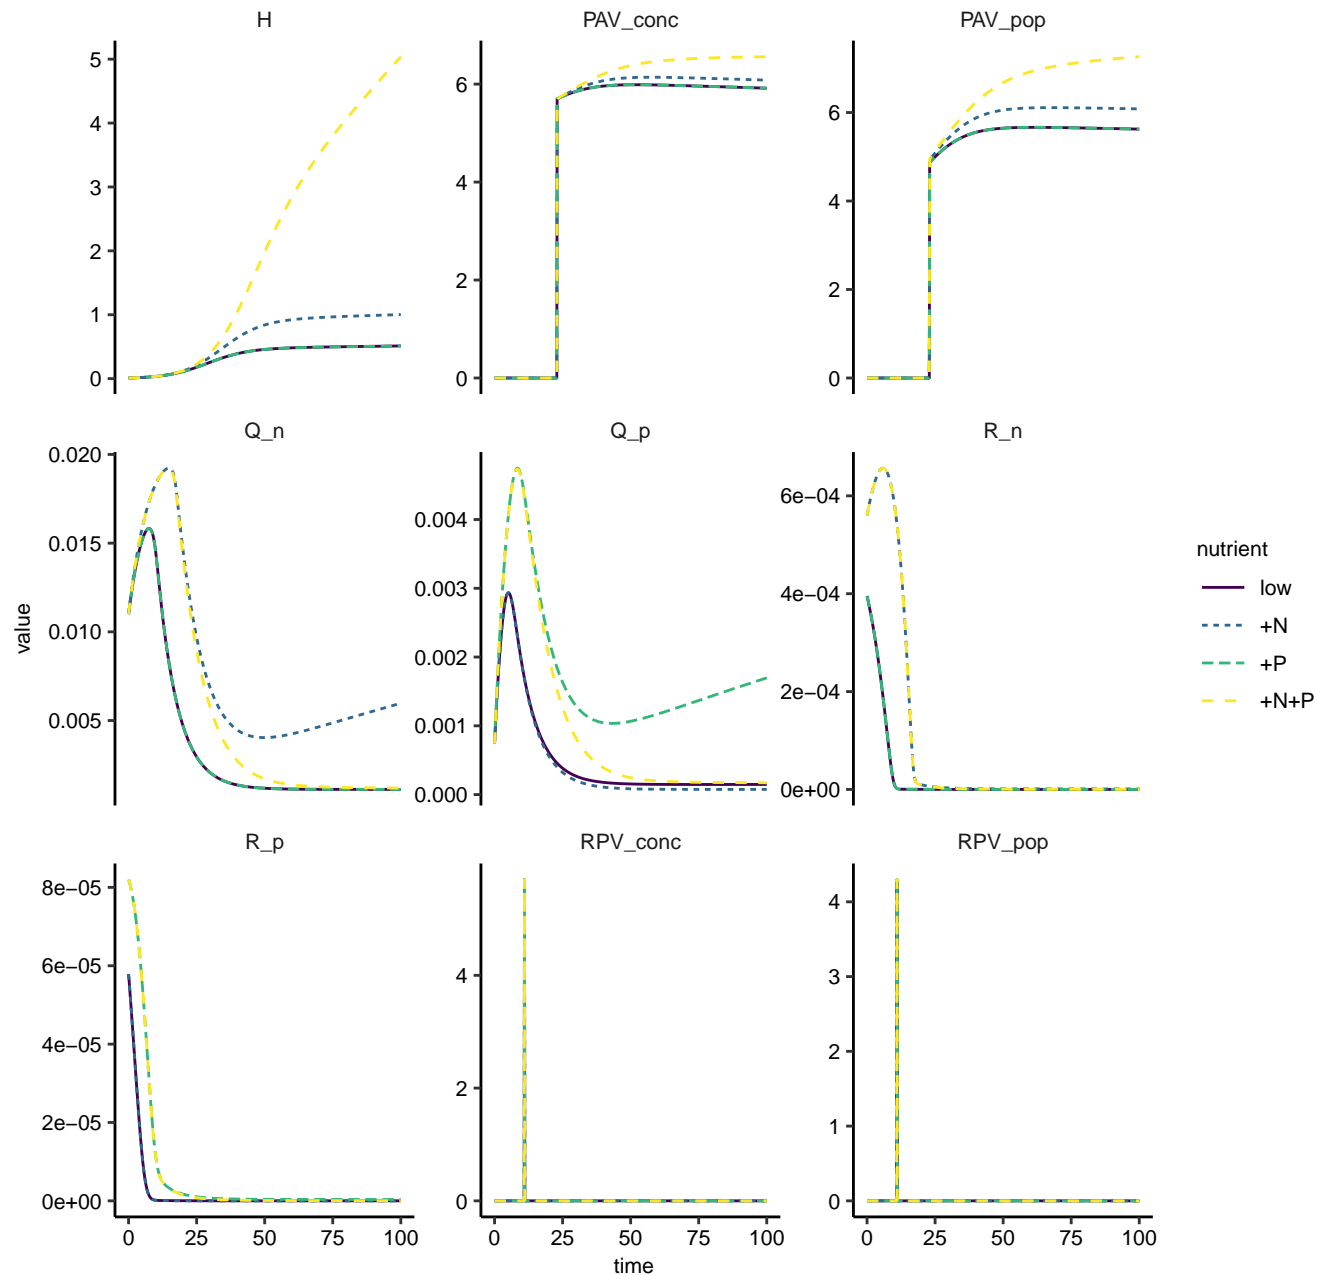 H
PAV_conc
PAV_pop
5
4
3
2
1
0
6
4
2
0
6
4
2
0
Q_n
Q_p
R_n
0.020
0.015
0.010
0.005
0.004
0.003
0.002
0.001
0.000
6e−04
4e−04
2e−04
0e+00
value
nutrient
low
+N
+P
+N+P
R_p
RPV_conc
RPV_pop
8e−05
6e−05
4e−05
2e−05
0e+00
4
2
0
4
3
2
1
0
0 25 50 75 100
0 25 50 75 100
0 25 50 75 100
time